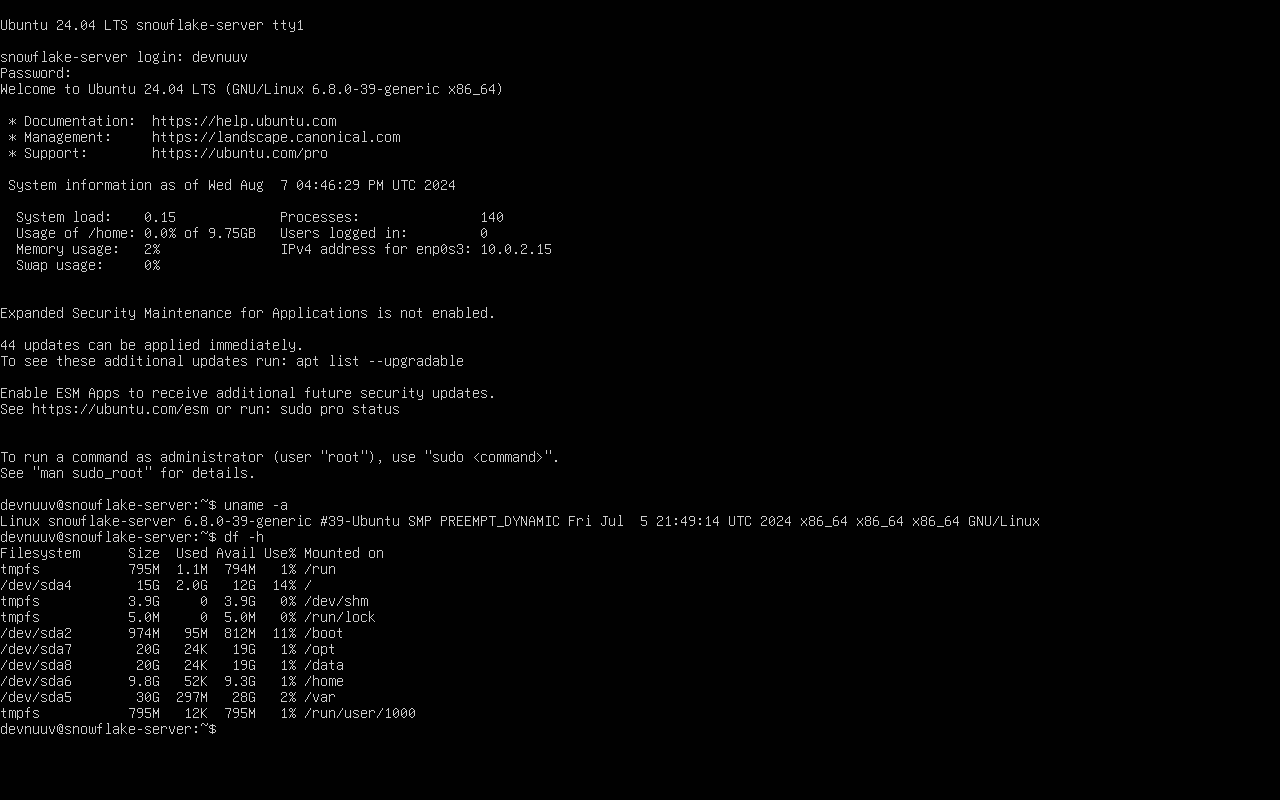 Ubuntu 24.04 LTS snowflake-server tty1
snowflake-server login: devnuuv
Password:
Welcome to Ubuntu 24.04 LTS (GNU/Linux 6.8.0-39-generic x86_64)
* Documentation:  https://help.ubuntu.com
* Management:     https://landscape.canonical.com
* Support:        https://ubuntu.com/pro
System information as of Wed Aug  7 04:46:29 PM UTC 2024
System load:    0.15             Processes:               140
Usage of /home: 0.0% of 9.75GB   Users logged in:         0
Memory usage:   2%               IPv4 address for enp0s3: 10.0.2.15
Swap usage:     0%
Expanded Security Maintenance for Applications is not enabled.
44 updates can be applied immediately.
To see these additional updates run: apt list --upgradable
Enable ESM Apps to receive additional future security updates.
See https://ubuntu.com/esm or run: sudo pro status
To run a command as administrator (user "root"), use "sudo <command>".
See "man sudo_root" for details.
devnuuv@snowflake-server:~$ uname -a
Linux snowflake-server 6.8.0-39-generic #39-Ubuntu SMP PREEMPT_DYNAMIC Fri Jul  5 21:49:14 UTC 2024 x86_64 x86_64 x86_64 GNU/Linux
devnuuv@snowflake-server:~$ df -h
Filesystem      Size  Used Avail Use% Mounted on
tmpfs           795M  1.1M  794M   1% /run
/dev/sda4        15G  2.0G   12G  14% /
tmpfs           3.9G     0  3.9G   0% /dev/shm
tmpfs           5.0M     0  5.0M   0% /run/lock
/dev/sda2       974M   95M  812M  11% /boot
/dev/sda7        20G   24K   19G   1% /opt
/dev/sda8        20G   24K   19G   1% /data
/dev/sda6       9.8G   52K  9.3G   1% /home
/dev/sda5        30G  297M   28G   2% /var
tmpfs           795M   12K  795M   1% /run/user/1000
devnuuv@snowflake-server:~$